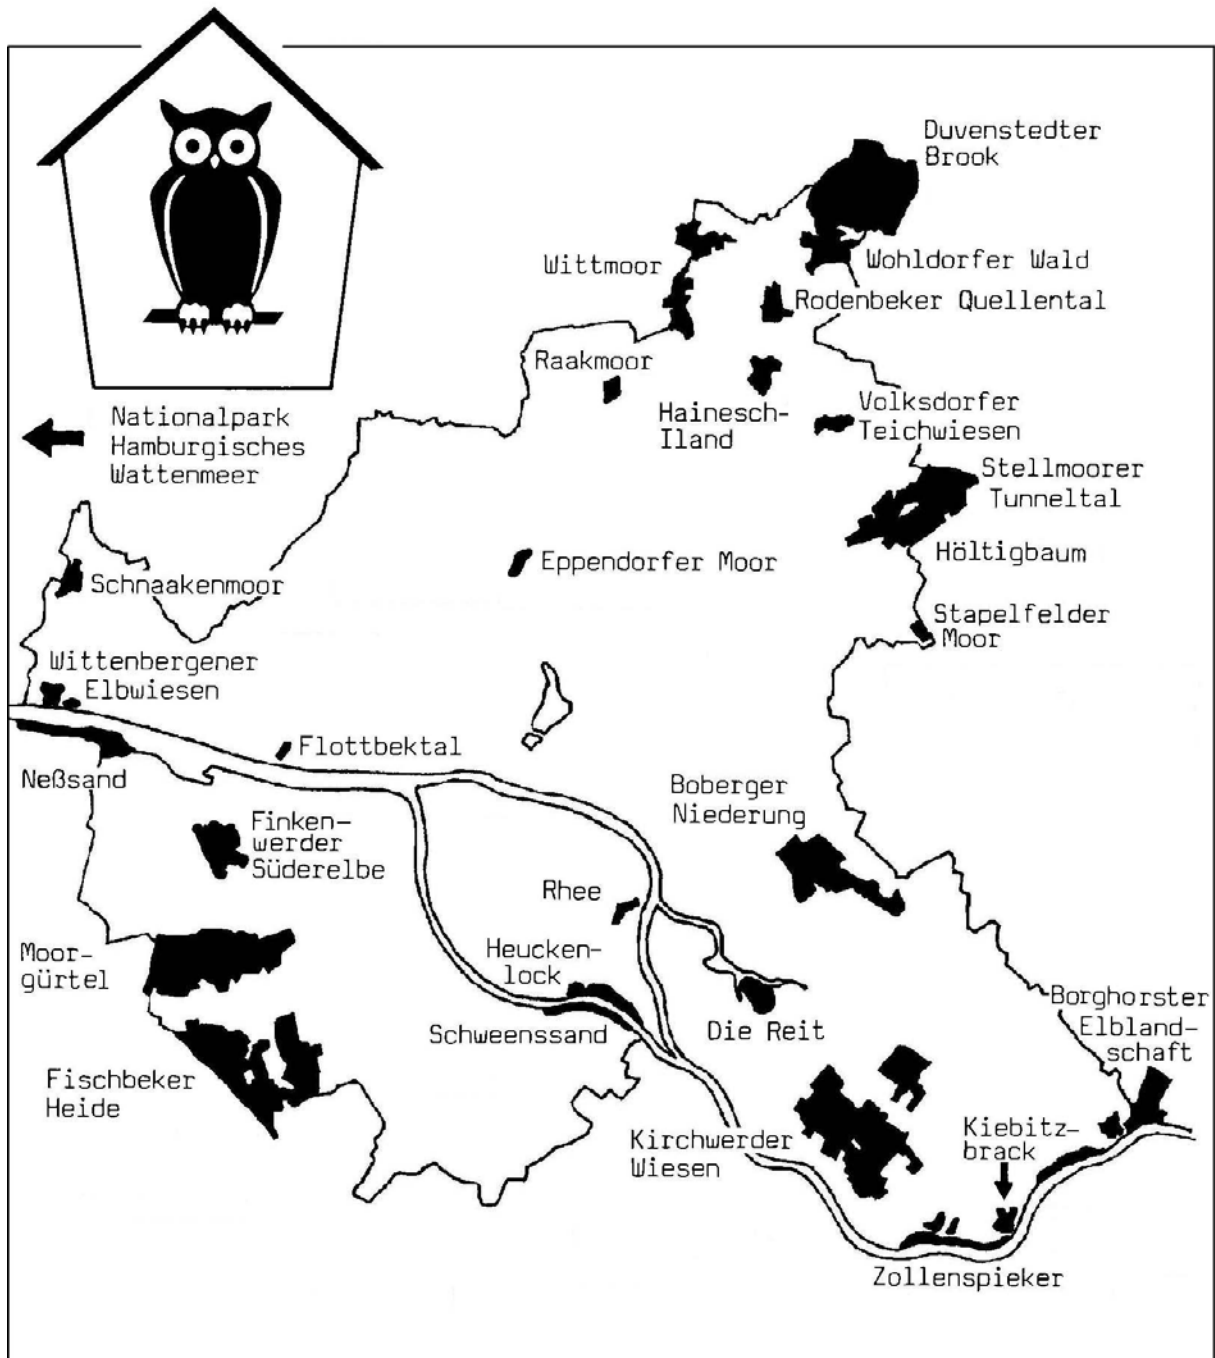 Duvenstedter
Brook
Wittmoor
Wohldorfer Wald
Rodenbeker Quellental
Raakmoor
Hainesch-
Iland
Volksdorfer
Teichwiesen
Nationalpark
Hamburgisches
Wattenmeer
Stellmoorer
Tunneltal
Höltigbaum
Eppendorfer Moor
Schnaakenmoor
Stapelfelder
Moor
Wittenbergener
Elbwiesen
Flottbektal
Neßsand
Boberger
Niederung
Finken-
werder
Süderelbe
Rhee
Moor-
gürtel
Heucken-
lock
Schweenssand
Die Reit
Borghorster
Elbland-
schaft
Fischbeker
Heide
Kirchwerder
Wiesen
Kiebitz-
brack
Zollenspieker